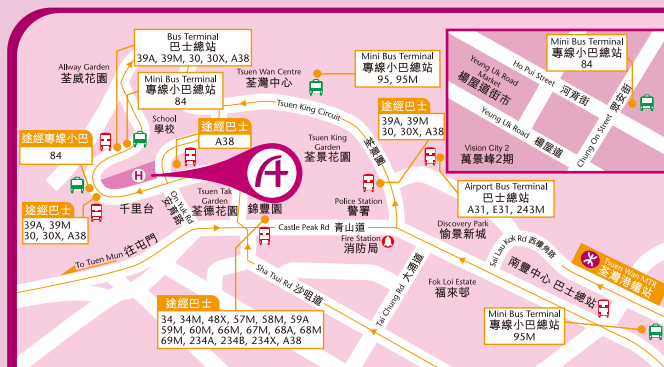 Bus Terminal
巴士總站
39A, 39M, 30, 30X, A38
Allway Garden
荃威花園
Mini Bus Terminal
專線小巴總站
84
School
學校
途經專線小巴
84
途經巴士
A38
Tsuen Wan Centre
荃灣中心
Mini Bus Terminal
專線小巴總站
95, 95M
Tsuen King Circuit
荃景圍
途經巴士
39A, 39M
30, 30X, A38
Tsuen King
Garden
荃景花園
H
途經巴士
39A, 39M
30, 30X, A38
千里台
On Yuk Rd
安育路
Tsuen Tak
Garden
荃德花園
錦豐園
Police Station
警署
Castle Peak Rd 青山道
Fire Station
消防局
To Tuen Mun 往屯門
Sha Tsui Rd 沙咀道
Tai Chung Rd 大涌道
途經巴士
34, 34M, 48X, 57M, 58M, 59A
59M, 60M, 66M, 67M, 68A, 68M
69M, 234A, 234B, 234X, A38
Airport Bus Terminal
巴士總站
A31, E31, 243M
Discovery Park
愉景新城
Fok Loi Estate
福來邨
Sai Lau Kok Rd 西樓角路
Tsuen Wan MTR
荃灣港鐵站
南豐中心 巴士總站
Mini Bus Terminal
專線小巴總站
95M
Mini Bus Terminal
專線小巴總站
84
Yeung Uk Road
Market
楊屋道街市
Ho Pui Street
河背街
Yeung Uk Road
楊屋道
Chung On Street
眾安街
Vision City 2
萬景峰2期